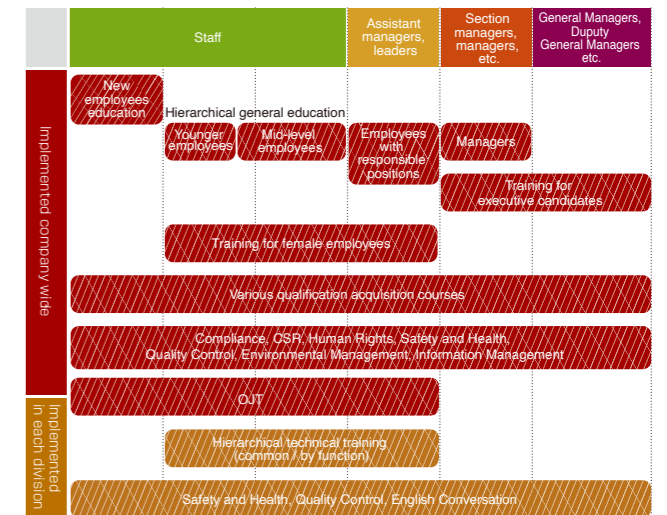 Staff
Assistant
managers,
leaders
Section
managers,
managers,
etc.
General Managers,
Duputy
General Managers
etc.
Implemented company wide
New
employees
education
Hierarchical general education
Younger
employees
Mid-level
employees
Employees
with
responsible
positions
Managers
Training for
executive candidates
Training for female employees
Various qualification acquisition courses
Compliance, CSR, Human Rights, Safety and Health,
Quality Control, Environmental Management, Information Management
OJT
Implemented
in each division
Hierarchical technical training
(common / by function)
Safety and Health, Quality Control, English Conversation